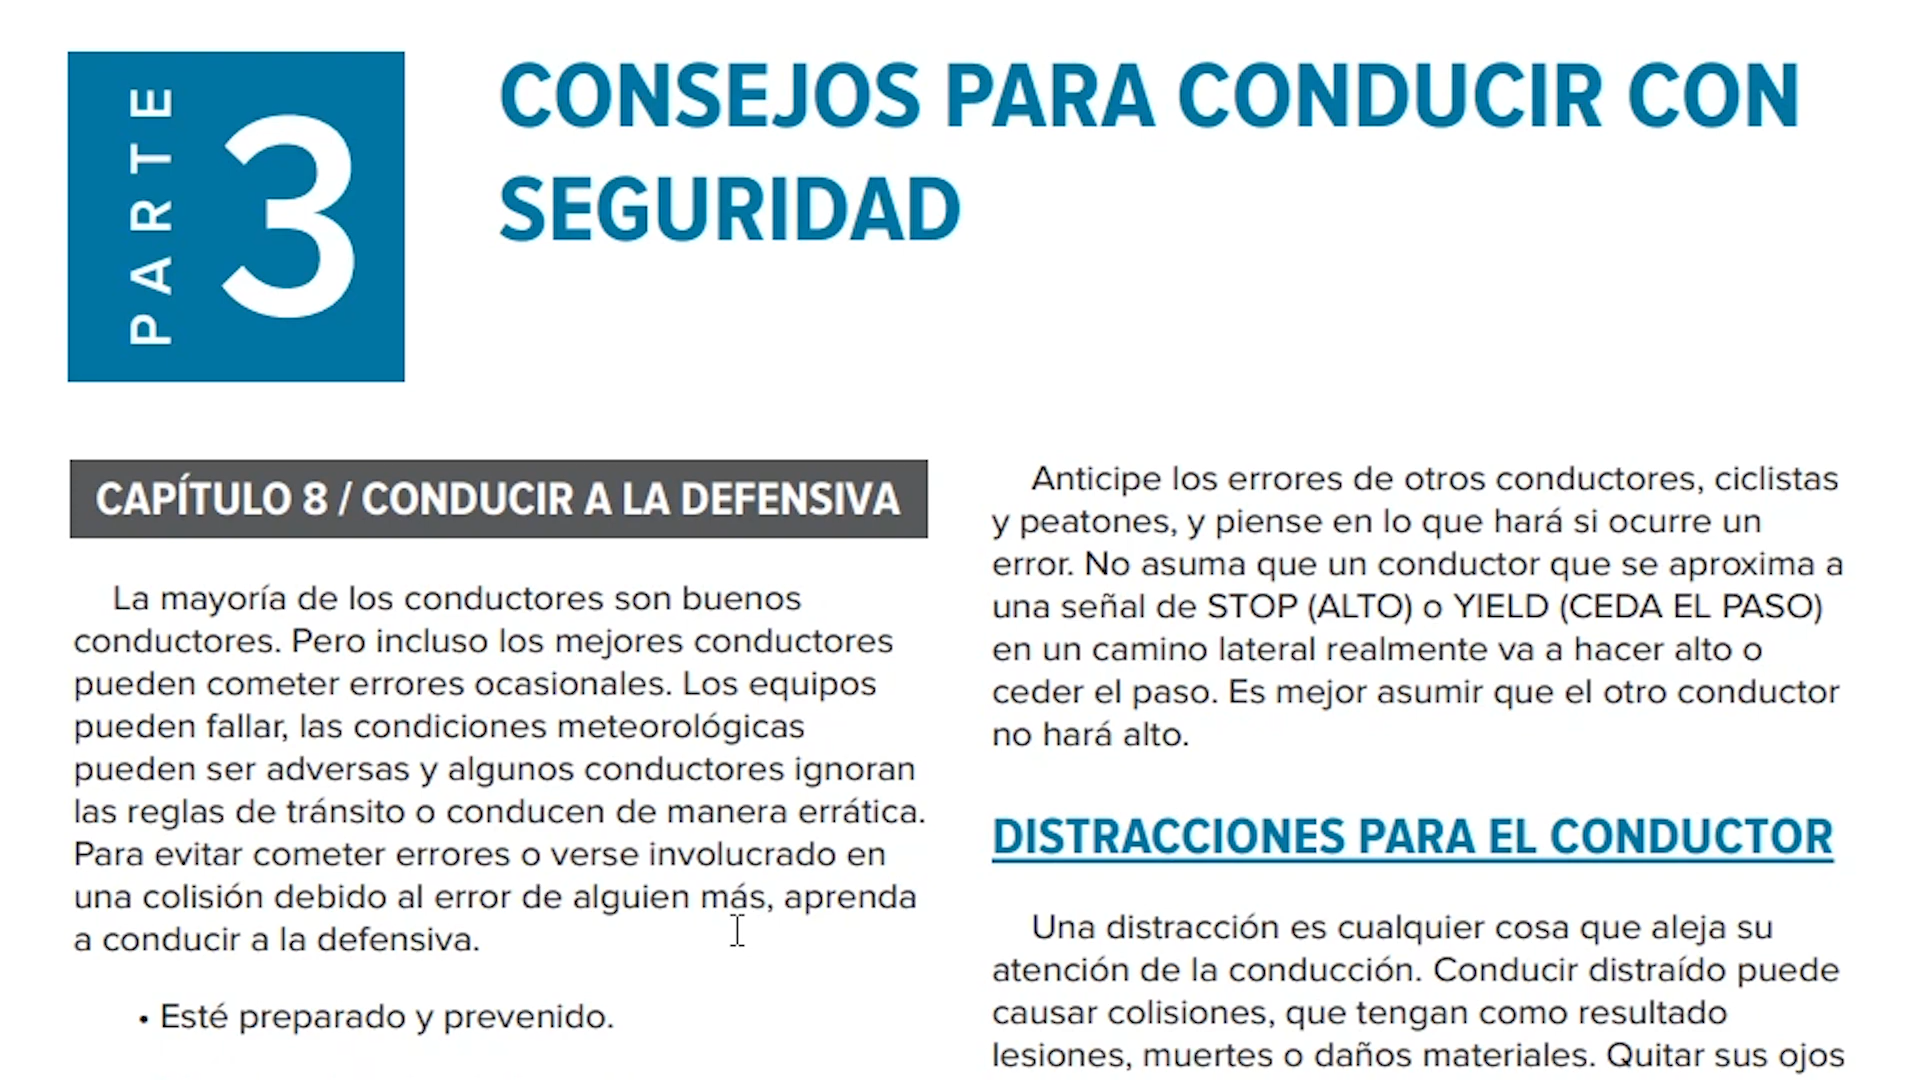 PARTE
3
CONSEJOS PARA CONDUCIR CON
SEGURIDAD
CAPÍTULO 8 / CONDUCIR A LA DEFENSIVA
La mayoría de los conductores son buenos
conductores. Pero incluso los mejores conductores
pueden cometer errores ocasionales. Los equipos
pueden fallar, las condiciones meteorológicas
pueden ser adversas y algunos conductores ignoran
las reglas de tránsito o conducen de manera errática.
Para evitar cometer errores o verse involucrado en
una colisión debido al error de alguien más, aprenda
a conducir a la defensiva.
• Esté preparado y prevenido.
Anticipe los errores de otros conductores, ciclistas
y peatones, y piense en lo que hará si ocurre un
error. No asuma que un conductor que se aproxima a
una señal de STOP (ALTO) o YIELD (CEDA EL PASO)
en un camino lateral realmente va a hacer alto o
ceder el paso. Es mejor asumir que el otro conductor
no hará alto.
DISTRACCIONES PARA EL CONDUCTOR
Una distracción es cualquier cosa que aleja su
atención de la conducción. Conducir distraído puede
causar colisiones, que tengan como resultado
lesiones, muertes o daños materiales. Quitar sus ojos